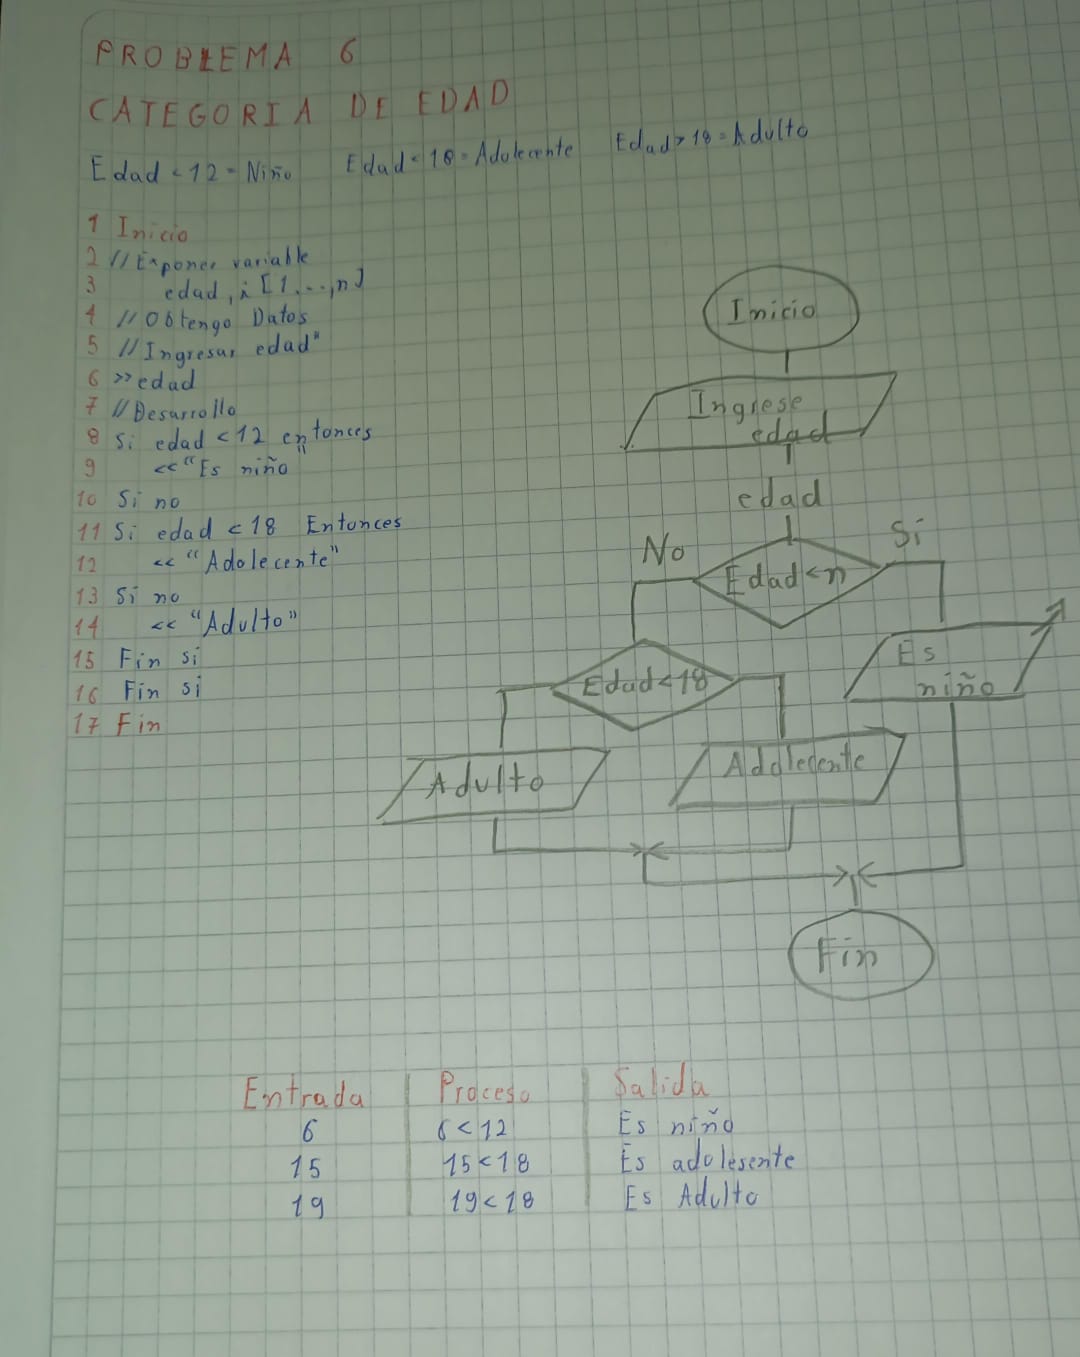 PROBLEMA 6
CATEGORIA DE EDAD
Edad < 12 = Niño Edad < 18 = Adolecente Edad > 18 = Adulto
1 Inicio
2 // Exponer variable
3 edad, i [1...,n]
4 // Obtengo Datos
5 // Ingresar edad"
6 >> edad
7 // Desarrollo
8 Si edad < 12 entonces
9 << "Es niño"
10 Si no
11 Si edad < 18 Entonces
12 << "Adolecente"
13 Si no
14 << "Adulto"
15 Fin si
16 Fin si
17 Fin
Inicio
Ingrese
edad
edad
No
Si
Edad < n
Es
niño
Edad < 18
Adulto
Adolecente
Fin
Entrada Proceso Salida
6 6 < 12 Es niño
15 15 < 18 Es adolesente
19 19 < 18 Es Adulto